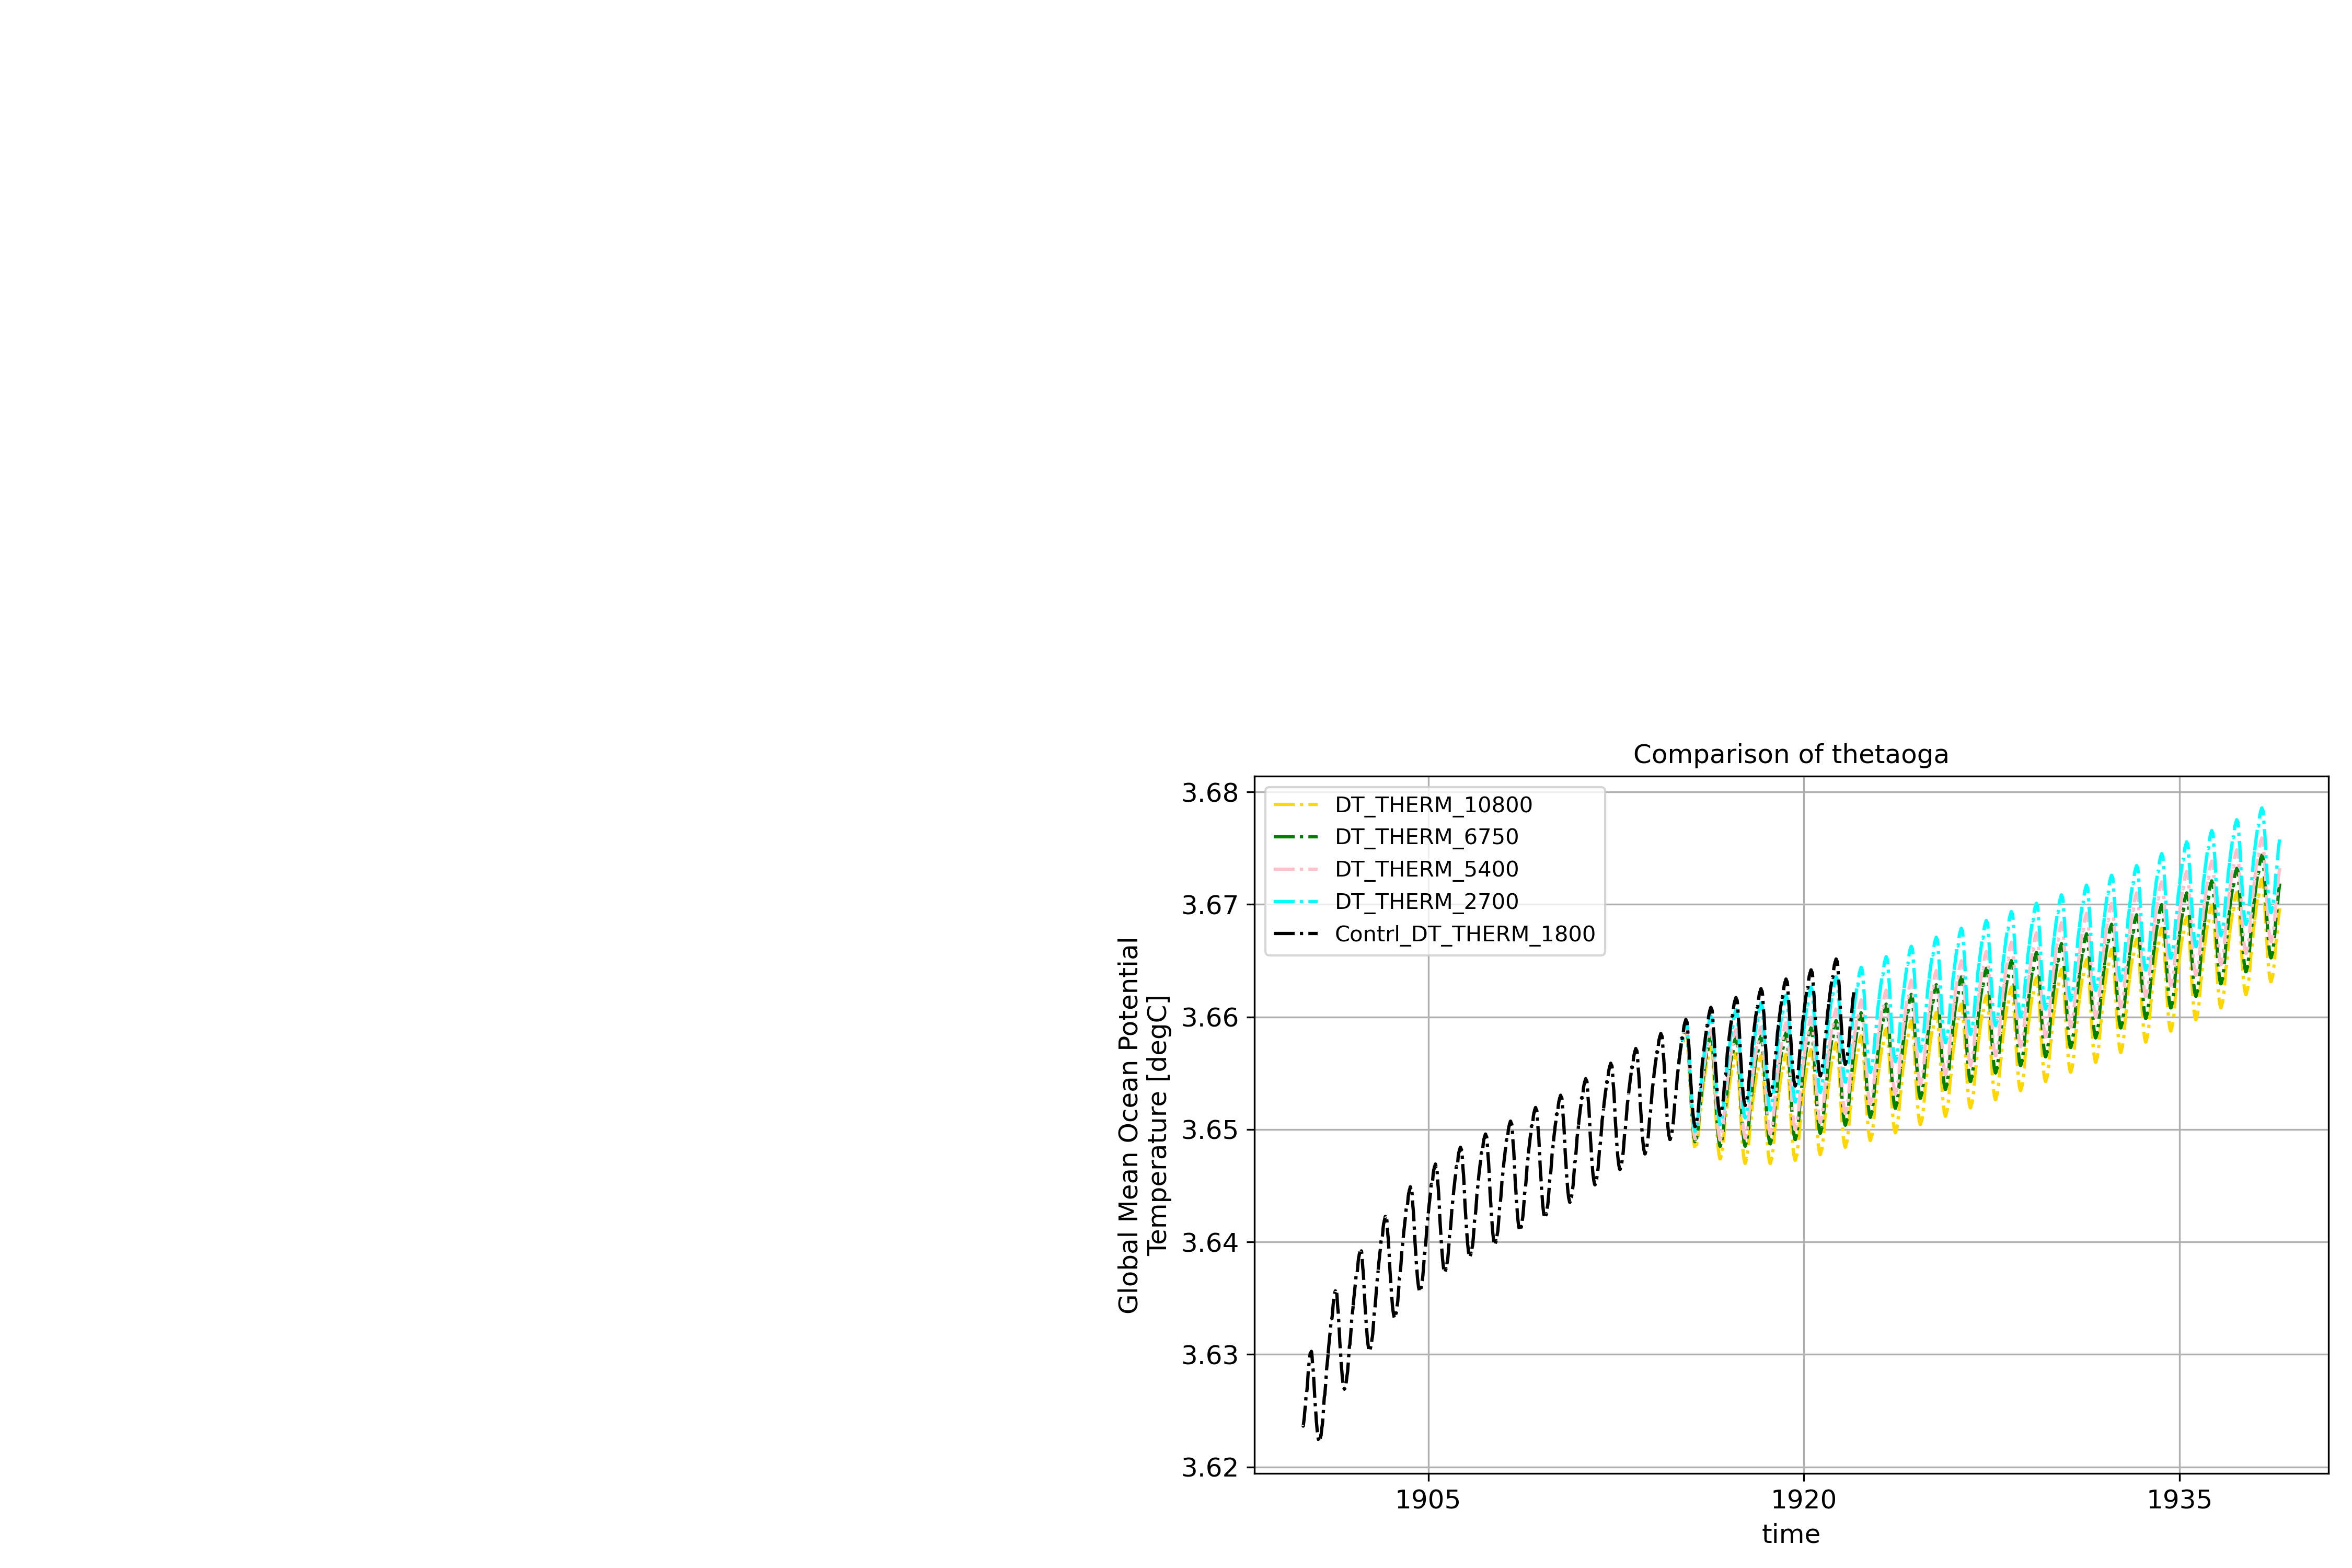 Comparison of thetaoga
3.68
3.67
3.66
3.65
3.64
3.63
3.62
Global Mean Ocean Potential
Temperature [degC]
DT_THERM_10800
DT_THERM_6750
DT_THERM_5400
DT_THERM_2700
Contrl_DT_THERM_1800
1905
1920
1935
time